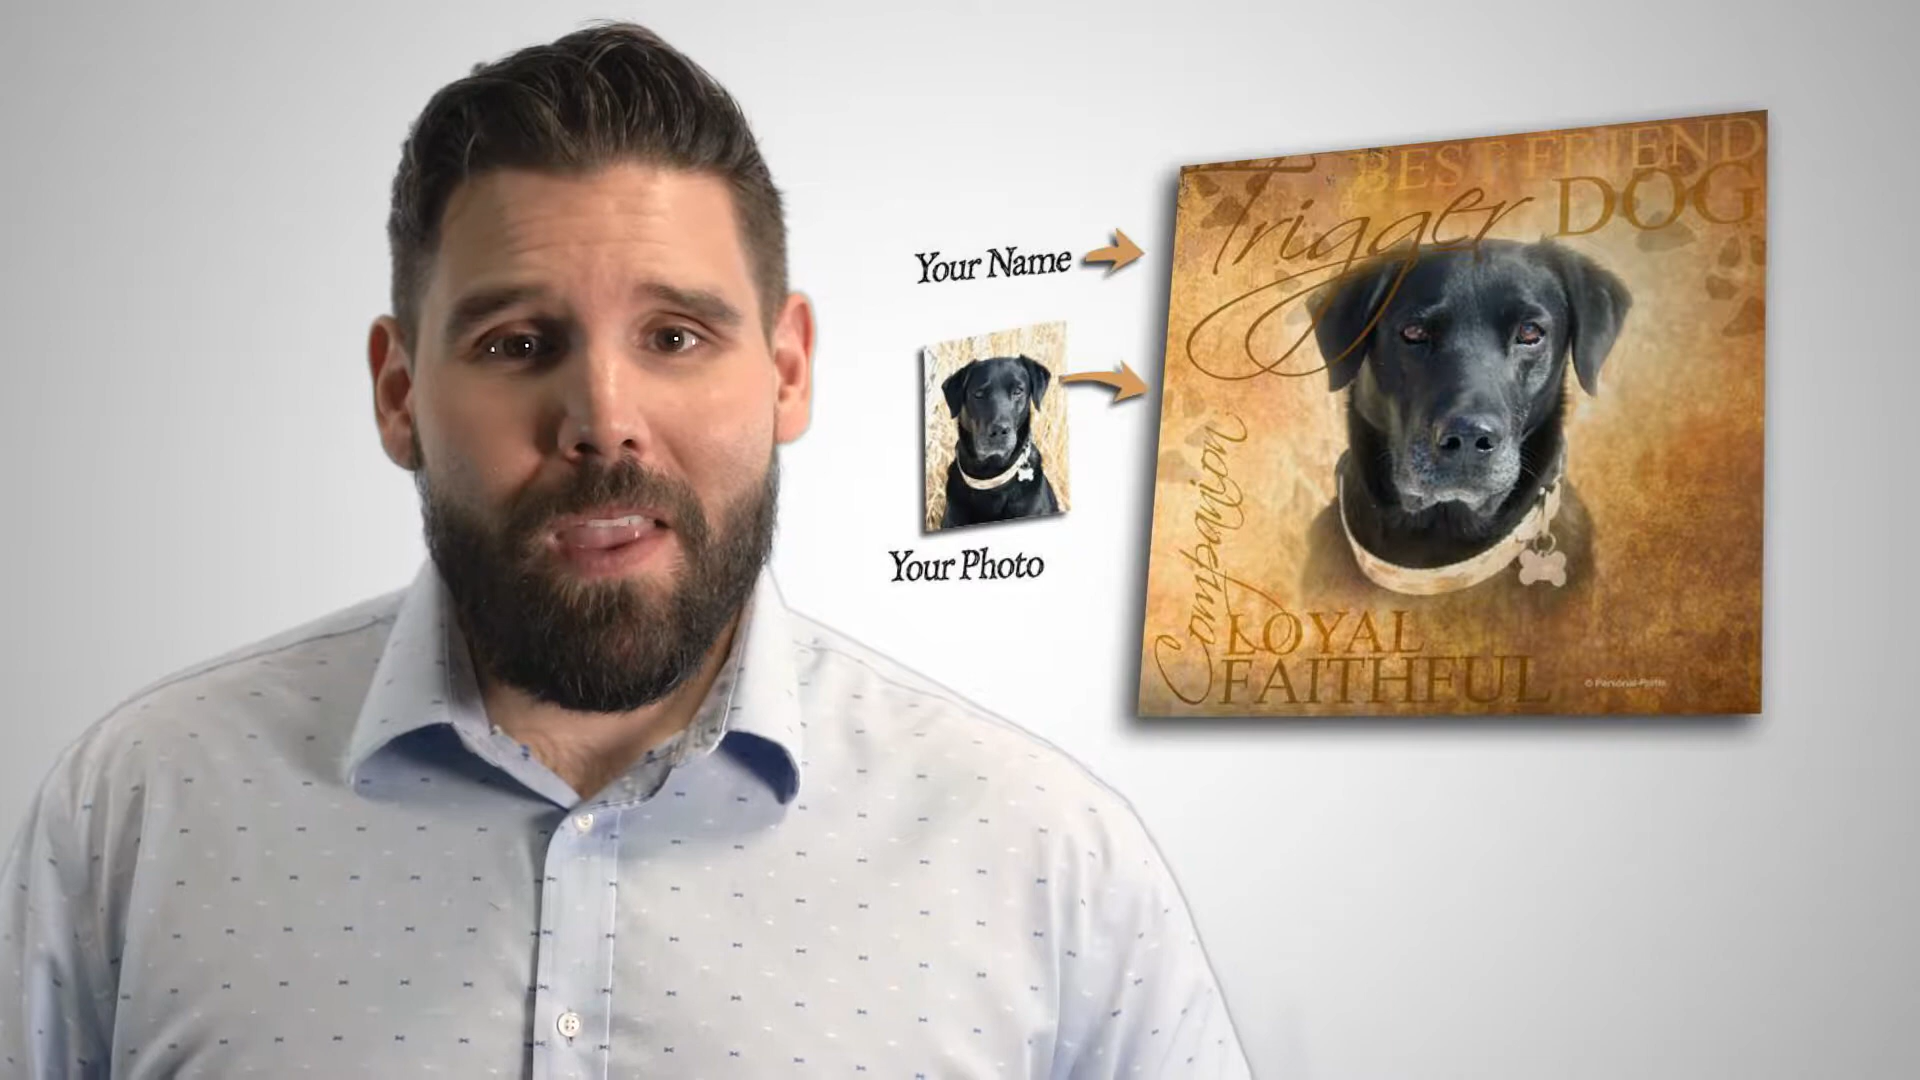 BEST FRIEND
Trigger DOG
Your Name
Your Photo
Companion
LOYAL
FAITHFUL